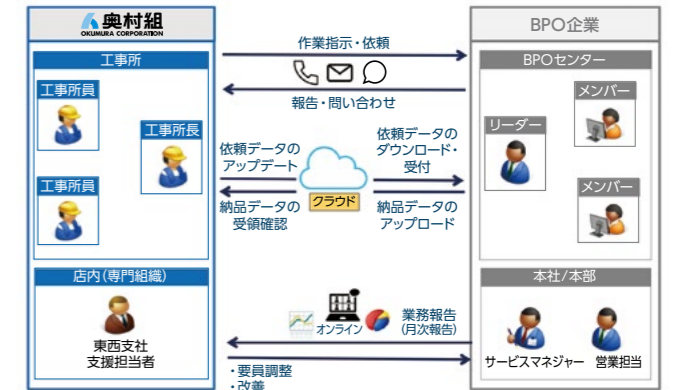 奥村組
OKUMURA CORPORATION
BPO企業
作業指示・依頼
報告・問い合わせ
工事所
工事所員
工事所長
工事所員
BPOセンター
メンバー
リーダー
メンバー
依頼データの
アップデート
依頼データの
ダウンロード・
受付
クラウド
納品データの
受領確認
納品データの
アップロード
店内(専門組織)
東西支社
支援担当者
本社/本部
サービスマネジャー
営業担当
オンライン
業務報告
(月次報告)
・要員調整
・改善